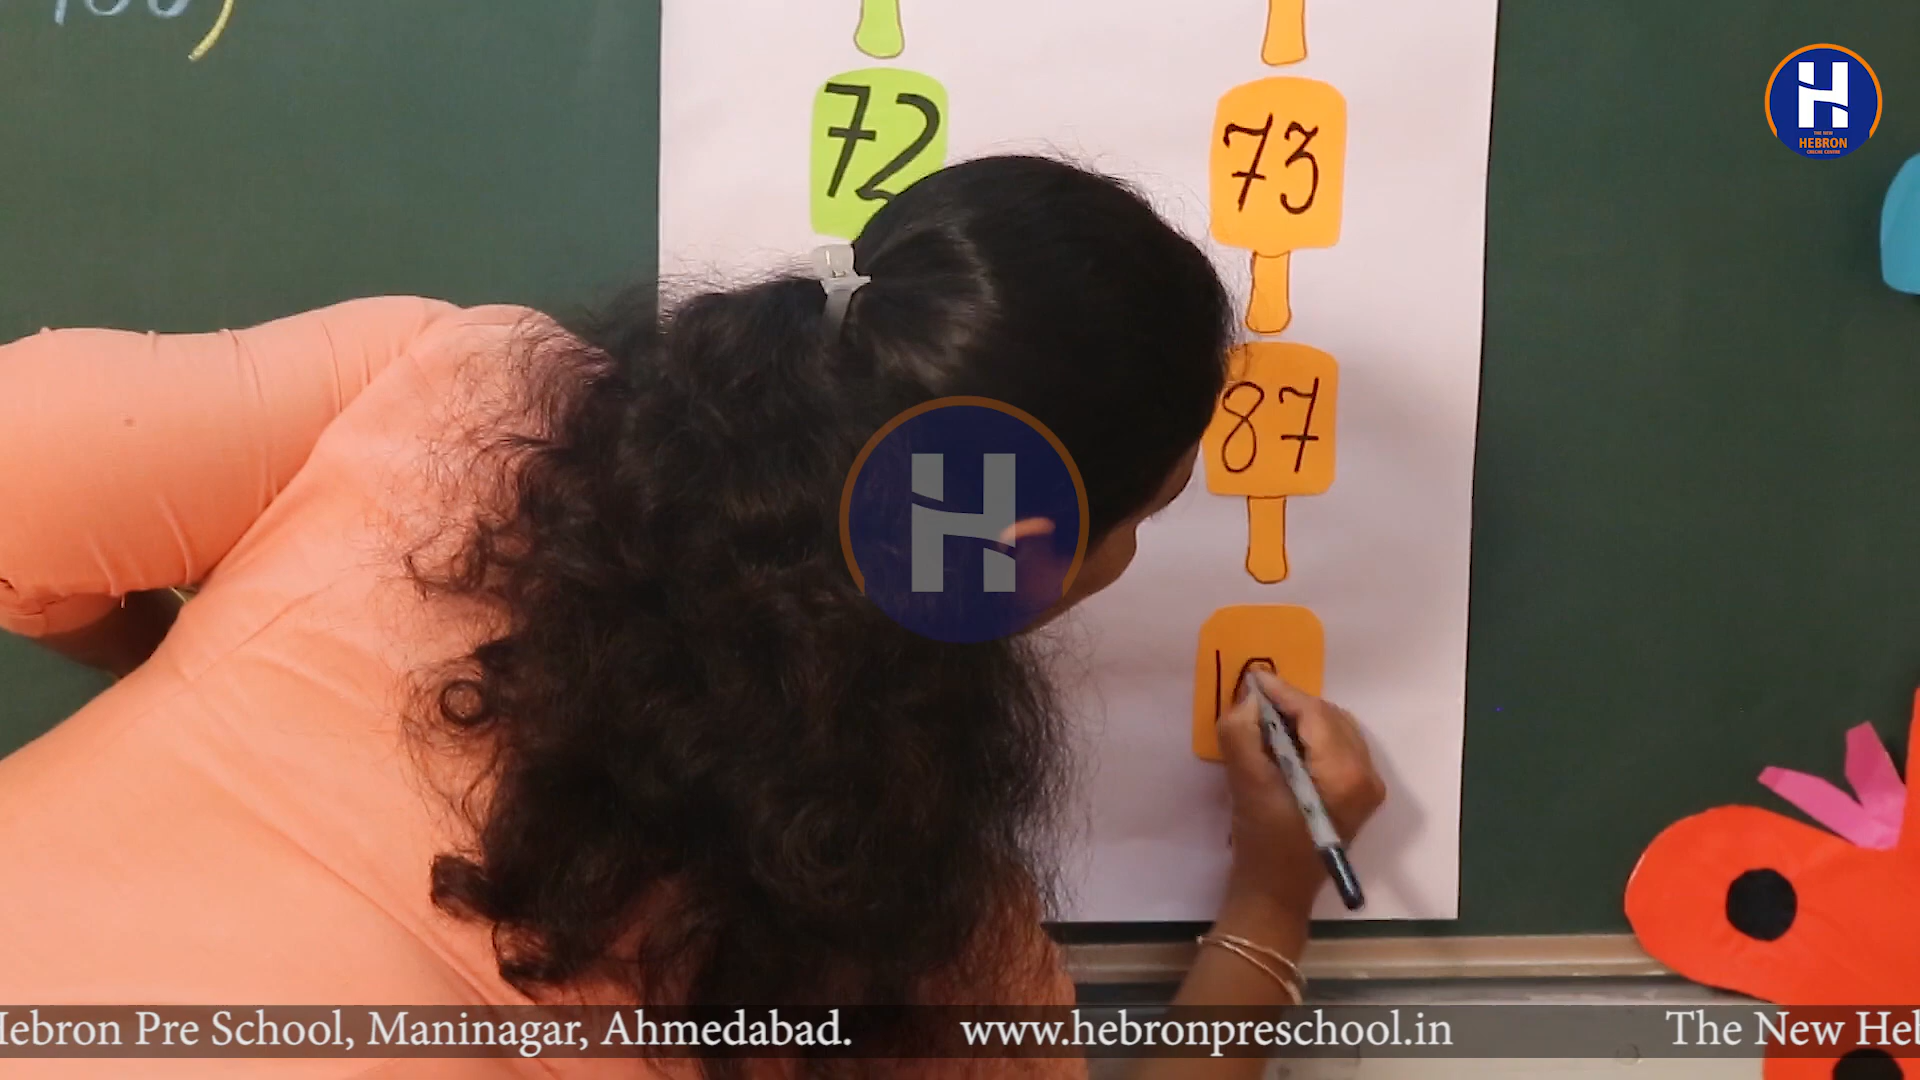 72
73
HEBRON
87
Hebron Pre School, Maninagar, Ahmedabad.
www.hebronpreschool.in
The New Heb